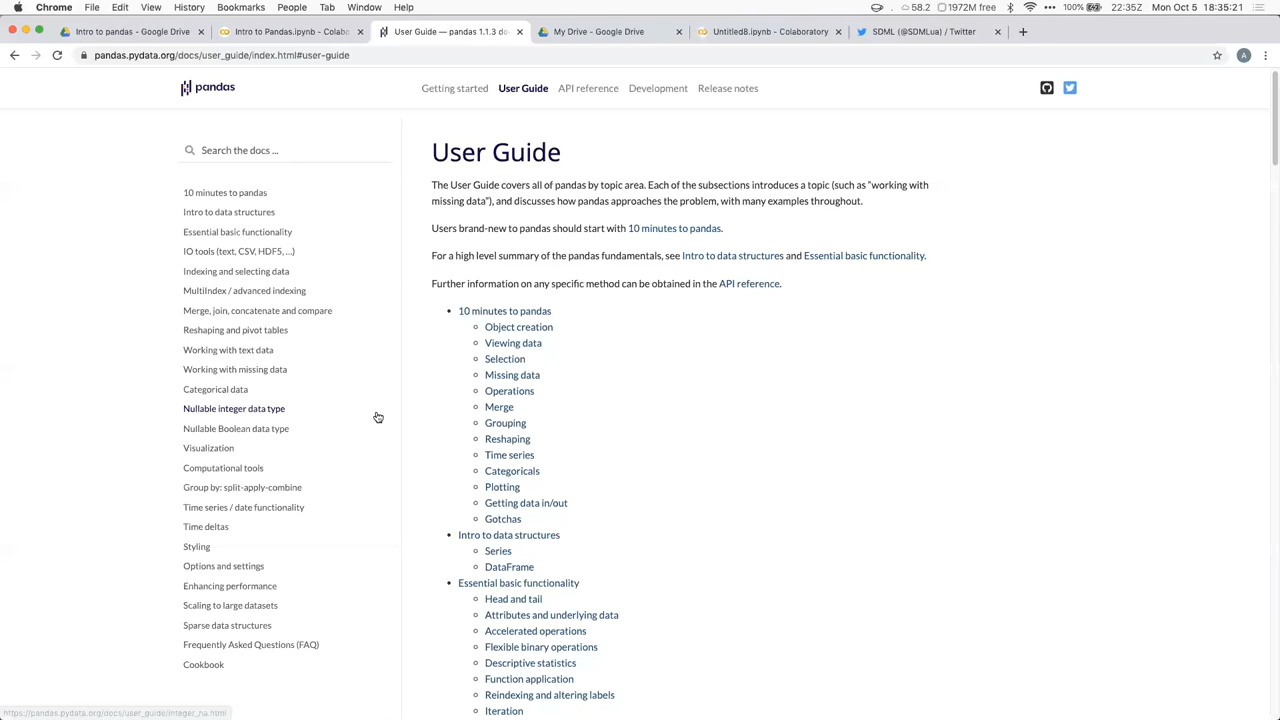 Chrome File Edit View History Bookmarks People Tab Window Help 58.2 1972M free 100% 22:35Z Mon Oct 5 18:35:21
Intro to pandas - Google Drive × Intro to Pandas.ipynb - Colabo × User Guide — pandas 1.1.3 do × My Drive - Google Drive × Untitled8.ipynb - Colaboratory × SDML (@SDMLua) / Twitter × +
pandas.pydata.org/docs/user_guide/index.html#user-guide A
pandas Getting started User Guide API reference Development Release notes
Search the docs ...
10 minutes to pandas
Intro to data structures
Essential basic functionality
IO tools (text, CSV, HDF5, …)
Indexing and selecting data
MultiIndex / advanced indexing
Merge, join, concatenate and compare
Reshaping and pivot tables
Working with text data
Working with missing data
Categorical data
Nullable integer data type
Nullable Boolean data type
Visualization
Computational tools
Group by: split-apply-combine
Time series / date functionality
Time deltas
Styling
Options and settings
Enhancing performance
Scaling to large datasets
Sparse data structures
Frequently Asked Questions (FAQ)
Cookbook
User Guide
The User Guide covers all of pandas by topic area. Each of the subsections introduces a topic (such as “working with
missing data”), and discusses how pandas approaches the problem, with many examples throughout.
Users brand-new to pandas should start with 10 minutes to pandas.
For a high level summary of the pandas fundamentals, see Intro to data structures and Essential basic functionality.
Further information on any specific method can be obtained in the API reference.
10 minutes to pandas
Object creation
Viewing data
Selection
Missing data
Operations
Merge
Grouping
Reshaping
Time series
Categoricals
Plotting
Getting data in/out
Gotchas
Intro to data structures
Series
DataFrame
Essential basic functionality
Head and tail
Attributes and underlying data
Accelerated operations
Flexible binary operations
Descriptive statistics
Function application
Reindexing and altering labels
Iteration
https://pandas.pydata.org/docs/user_guide/integer_na.html